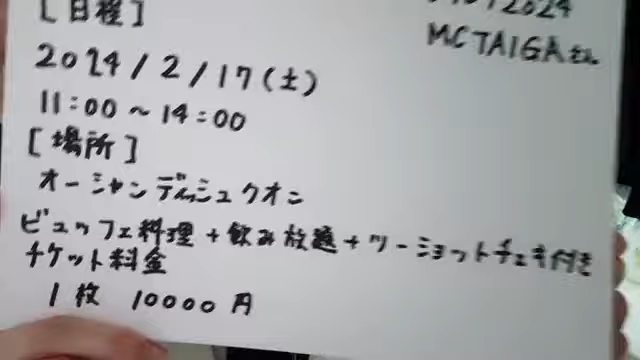 [日程]
2024
MCTAIGAさん
2024/2/17(土)
11:00〜14:00
[場所]
オーシャンディッシュクオン
ビュッフェ料理+飲み放題+ツーショットチェキ付き
チケット料金
1枚 10000円